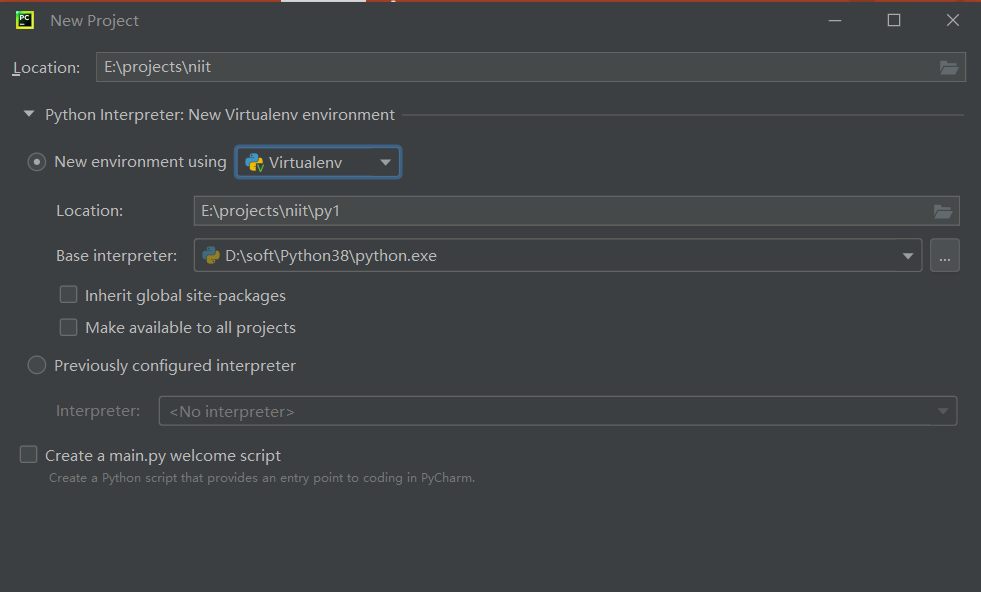 PC New Project
Location: E:\projects\niit
Python Interpreter: New Virtualenv environment
New environment using Virtualenv
Location: E:\projects\niit\py1
Base interpreter: D:\soft\Python38\python.exe ...
Inherit global site-packages
Make available to all projects
Previously configured interpreter
Interpreter: <No interpreter>
Create a main.py welcome script
Create a Python script that provides an entry point to coding in PyCharm.